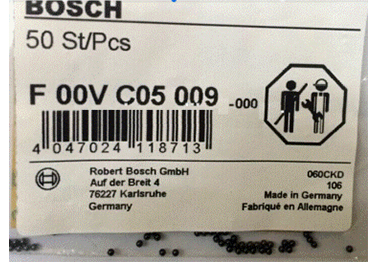 BOSCH
50 St/Pcs
F 00V C05 009 -000
4 047024 118713
Robert Bosch GmbH
Auf der Breit 4
76227 Karlsruhe
Germany
060CKD
106
Made in Germany
Fabriqué en Allemagne